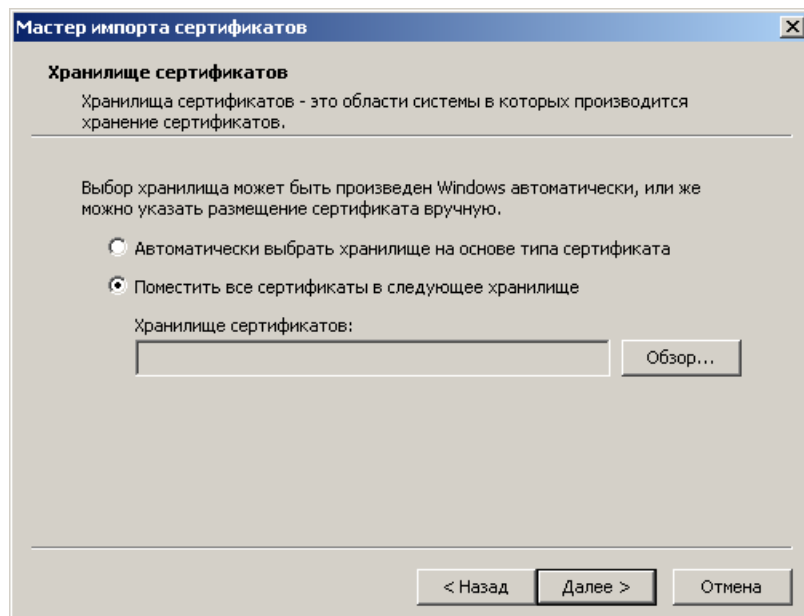 Мастер импорта сертификатов
Хранилище сертификатов
Хранилища сертификатов - это области системы в которых производится
хранение сертификатов.
Выбор хранилища может быть произведен Windows автоматически, или же
можно указать размещение сертификата вручную.
Автоматически выбрать хранилище на основе типа сертификата
Поместить все сертификаты в следующее хранилище
Хранилище сертификатов:
Обзор...
< Назад Далее > Отмена